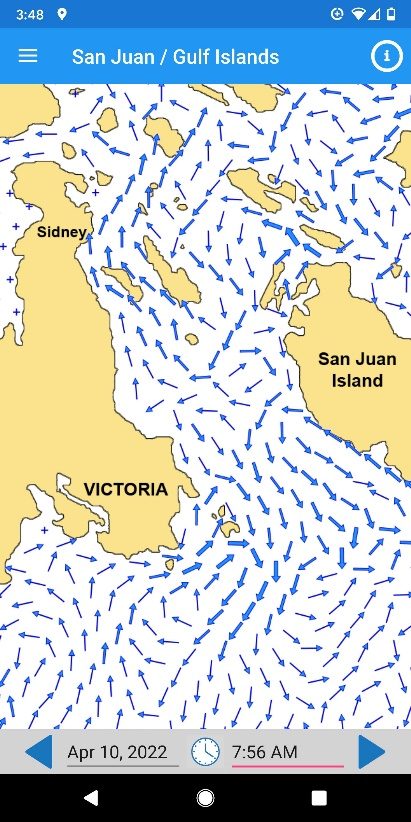 3:48
San Juan / Gulf Islands
i
Sidney
San Juan
Island
VICTORIA
Apr 10, 2022
7:56 AM